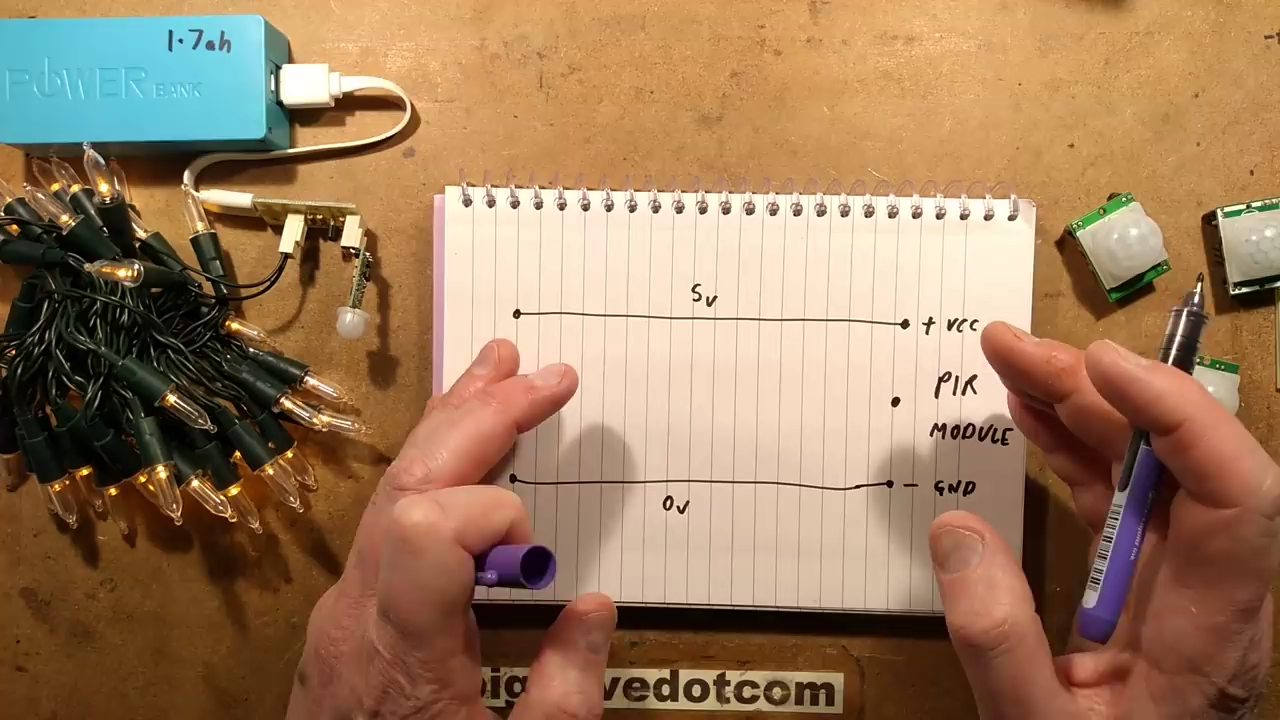 1.7ah
POWER BANK
5v
+ VCC
PIR
MODULE
- GND
0v
vedotcom